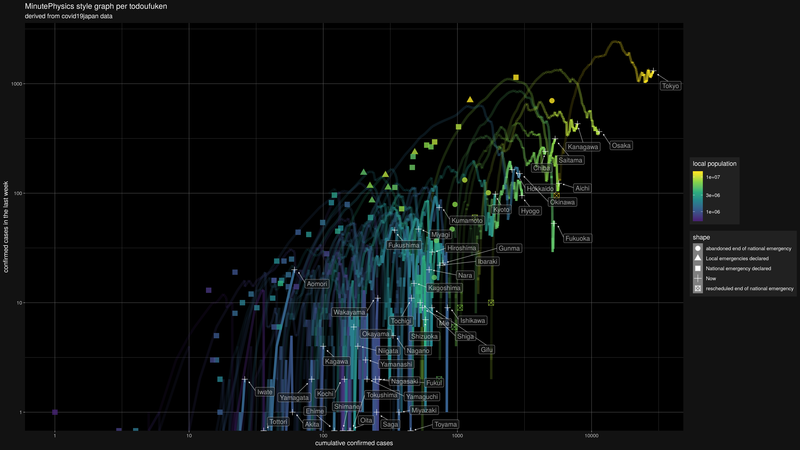 MinutePhysics style graph per todoufuken
derived from covid19japan data
confirmed cases in the last week
1000
100
10
1
Tokyo
Kanagawa
Osaka
Saitama
Chiba
Hokkaido
Aichi
Okinawa
Kyoto
Hyogo
Kumamoto
Fukuoka
Miyagi
Fukushima
Hiroshima
Gunma
Ibaraki
Nara
Aomori
Kagoshima
Wakayama
Tochigi
Mie
Ishikawa
Okayama
Shizuoka
Shiga
Niigata
Nagano
Gifu
Kagawa
Yamanashi
Nagasaki
Fukui
Iwate
Yamagata
Kochi
Tokushima
Yamaguchi
Shimane
Ehime
Miyazaki
Tottori
Akita
Oita
Saga
Toyama
1
10
100
1000
10000
cumulative confirmed cases
local population
1e+07
3e+06
1e+06
shape
abandoned end of national emergency
Local emergencies declared
National emergency declared
Now
rescheduled end of national emergency